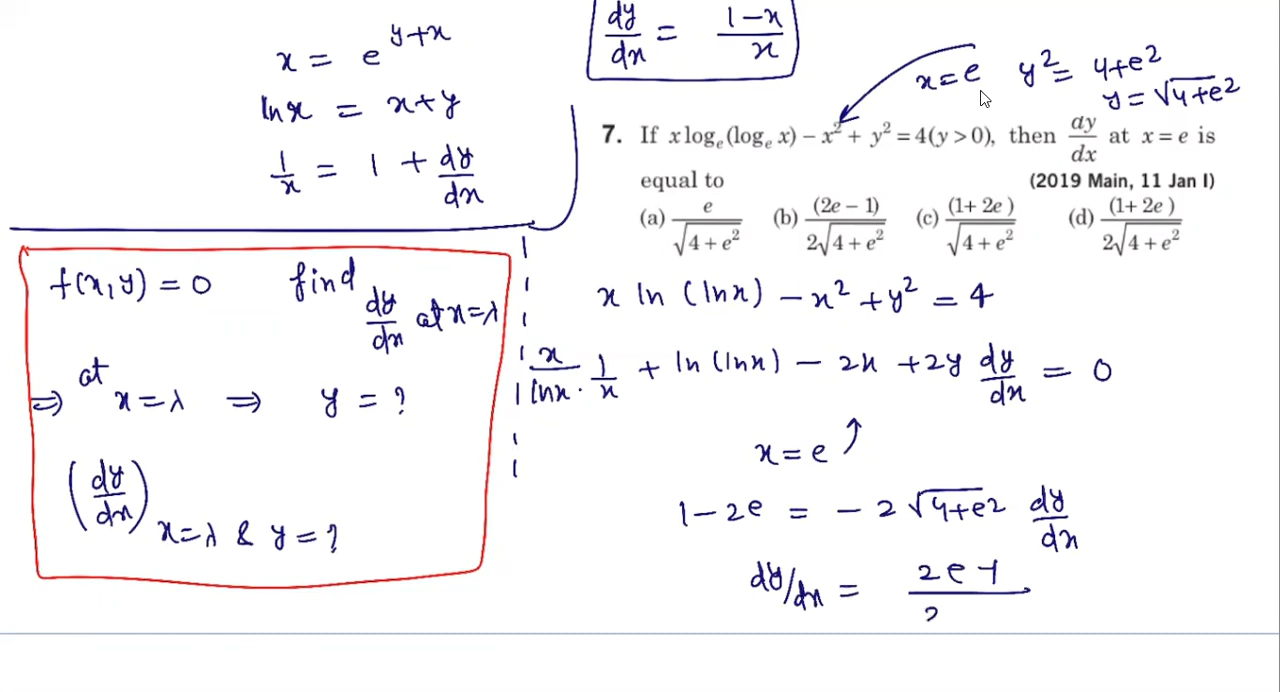 x = e^(y+x)
ln x = x+y
1/x = 1 + dy/dx
dy/dx = (1-x)/x
x=e y² = 4+e²
y = √(4+e²)
7. If x logₑ(logₑ x) − x² + y² = 4(y > 0), then dy/dx at x = e is
equal to (2019 Main, 11 Jan I)
(a) e/√(4 + e²) (b) (2e − 1)/(2√(4 + e²)) (c) (1+ 2e)/√(4 + e²) (d) (1+ 2e)/(2√(4 + e²))
f(x,y) = 0 find dy/dx at x=λ
⇒ at x=λ ⇒ y = ?
(dy/dx) x=λ & y=?
x ln (ln x) − x² + y² = 4
x/ln x · 1/x + ln (ln x) − 2x + 2y dy/dx = 0
x=e
1−2e = −2 √(4+e²) dy/dx
dy/dx = (2e-1)/2